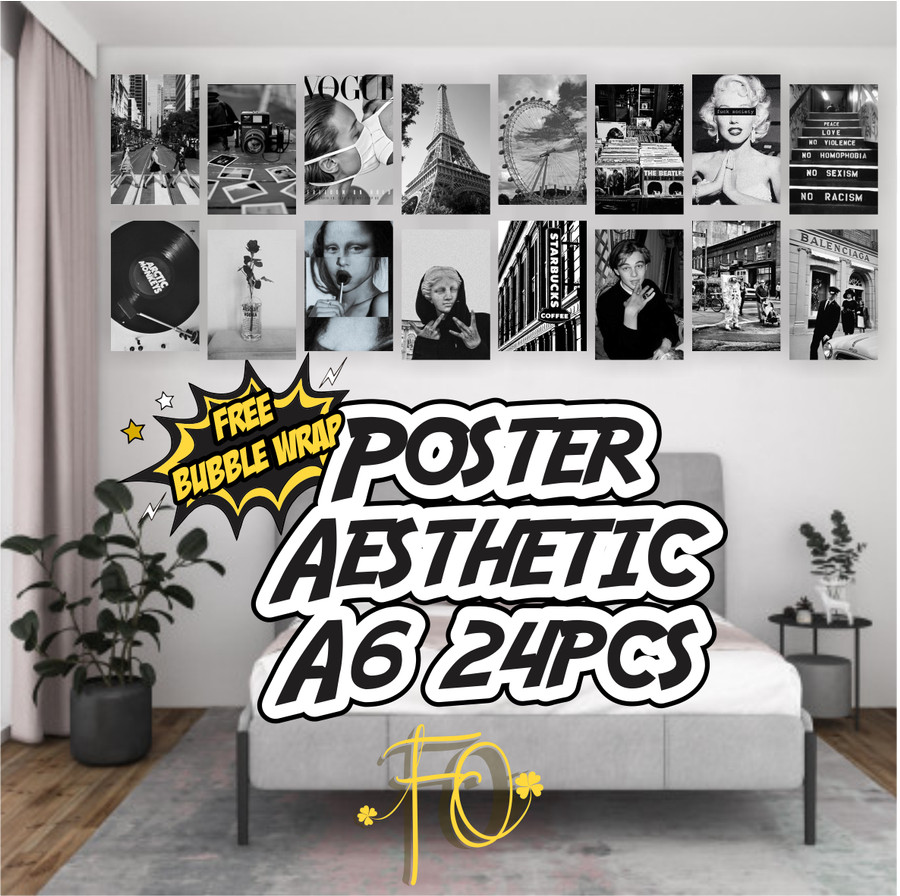 VOGUE
fuck society
THE BEATLES
PEACE
LOVE
NO VIOLENCE
NO HOMOPHOBIA
NO SEXISM
NO RACISM
ARCTIC
MONKEYS
STARBUCKS
COFFEE
BALENCIAGA
FREE
BUBBLE WRAP
POSTER
AESTHETIC
A6 24PCS
FO